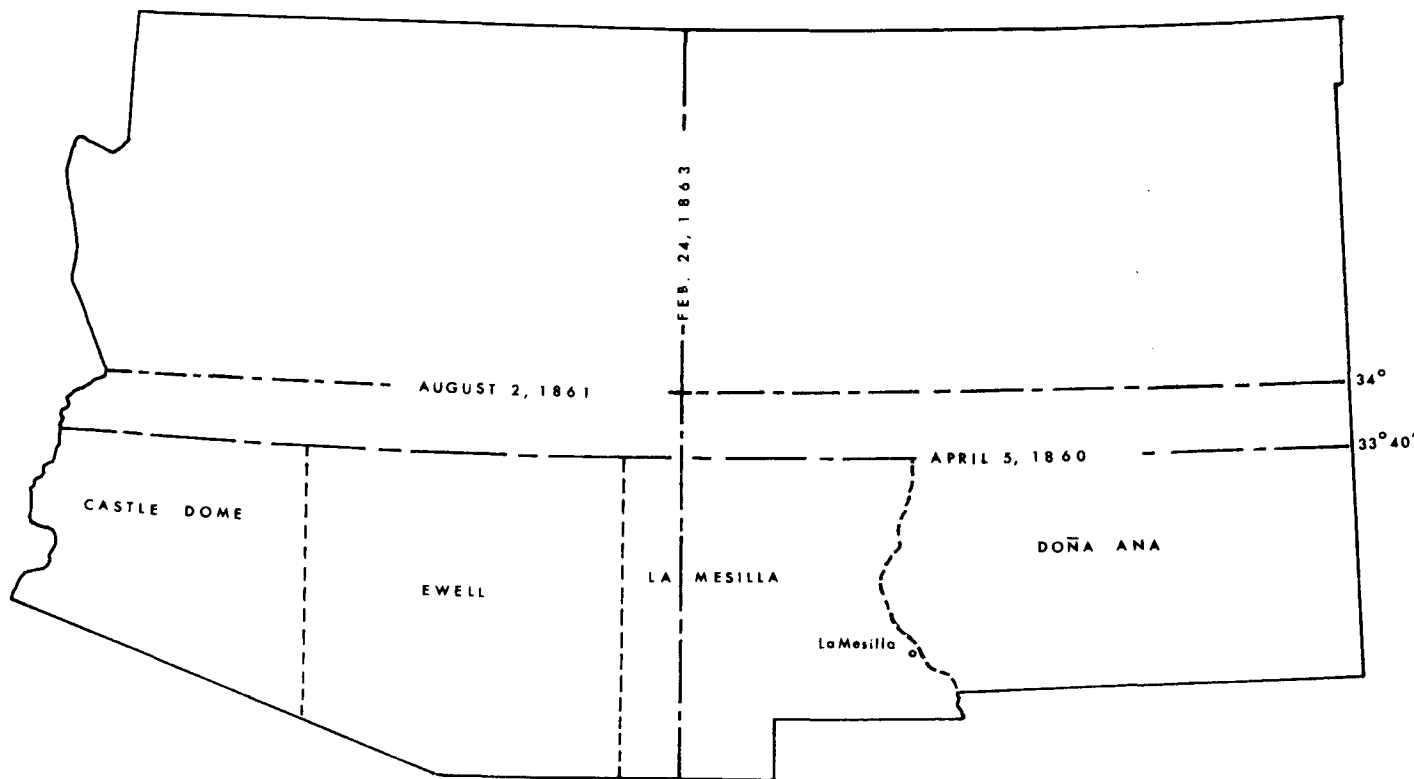 FEB. 24, 1863
AUGUST 2, 1861
34°
33°40'
APRIL 5, 1860
CASTLE DOME
DOÑA ANA
EWELL
LA MESILLA
LaMesilla